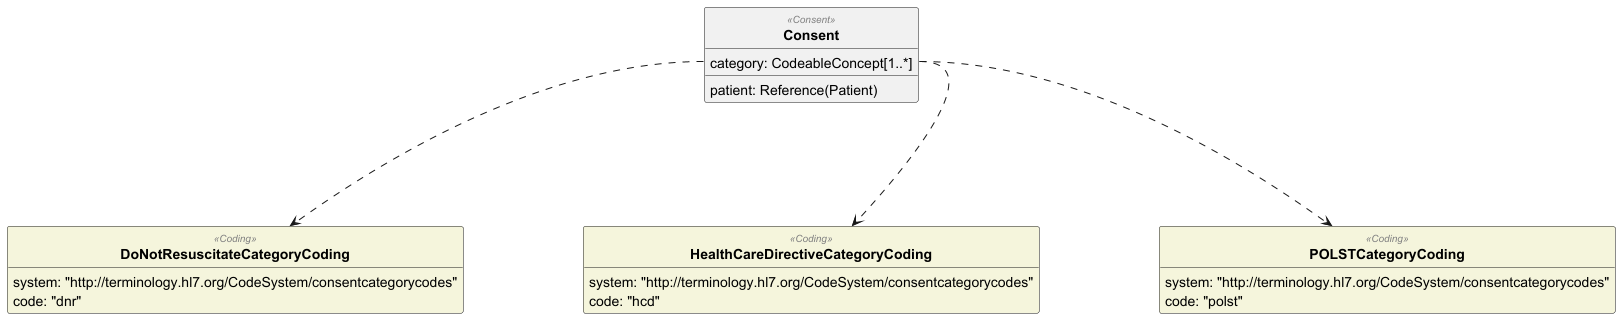 «Consent»
Consent
category: CodeableConcept[1..*]
patient: Reference(Patient)
«Coding»
DoNotResuscitateCategoryCoding
system: "http://terminology.hl7.org/CodeSystem/consentcategorycodes"
code: "dnr"
«Coding»
HealthCareDirectiveCategoryCoding
system: "http://terminology.hl7.org/CodeSystem/consentcategorycodes"
code: "hcd"
«Coding»
POLSTCategoryCoding
system: "http://terminology.hl7.org/CodeSystem/consentcategorycodes"
code: "polst"